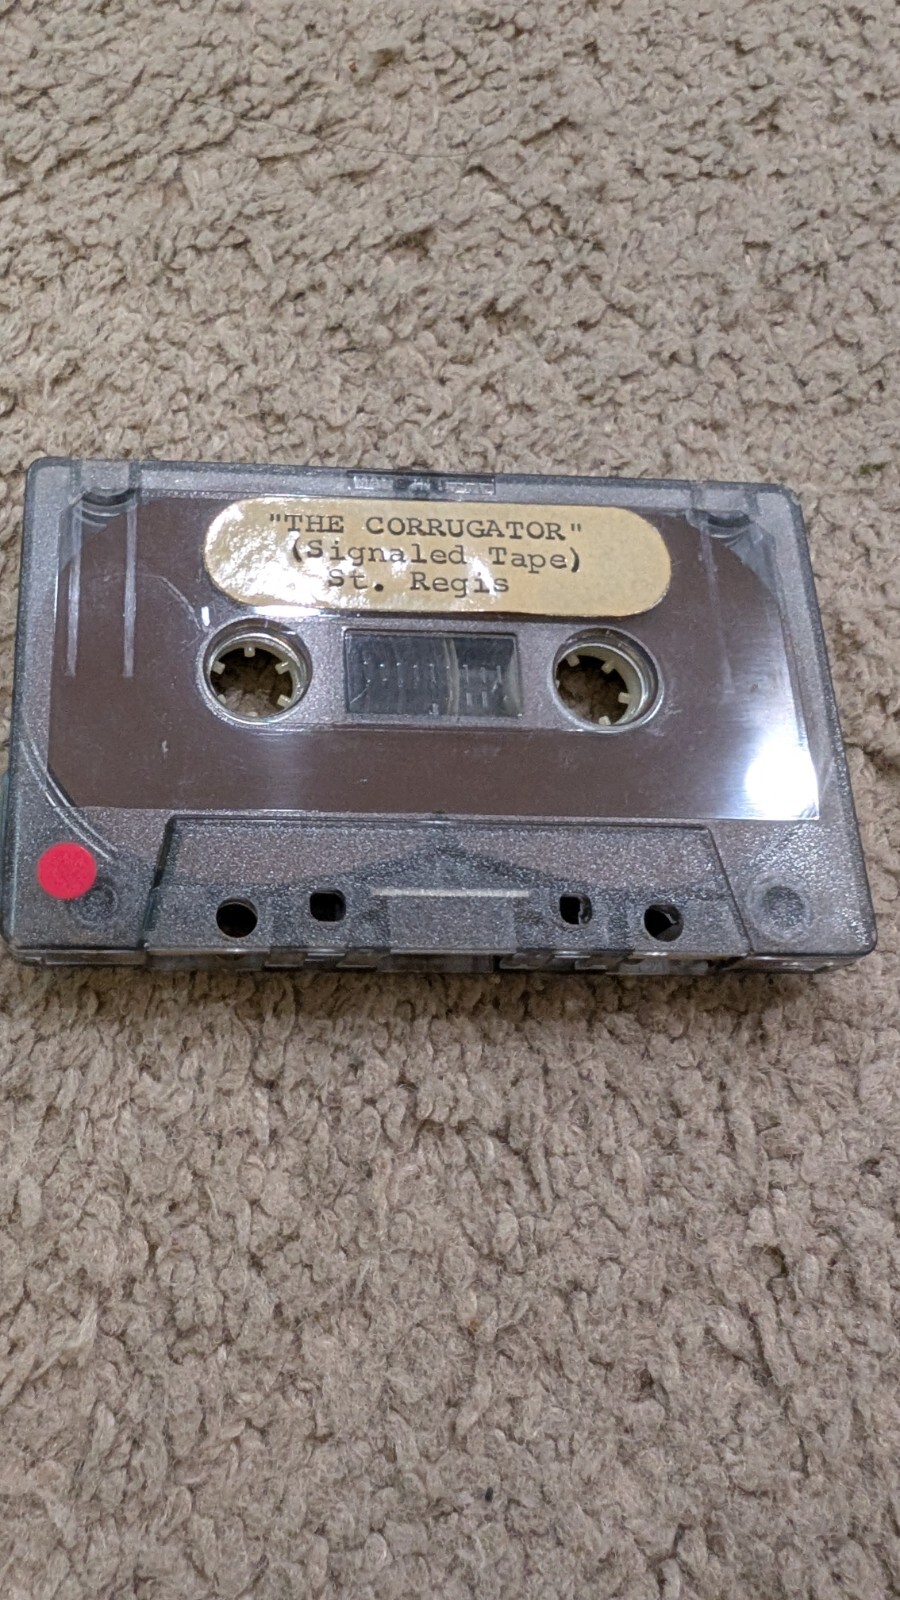 "THE CORRUGATOR"
(Signaled Tape)
St. Regis